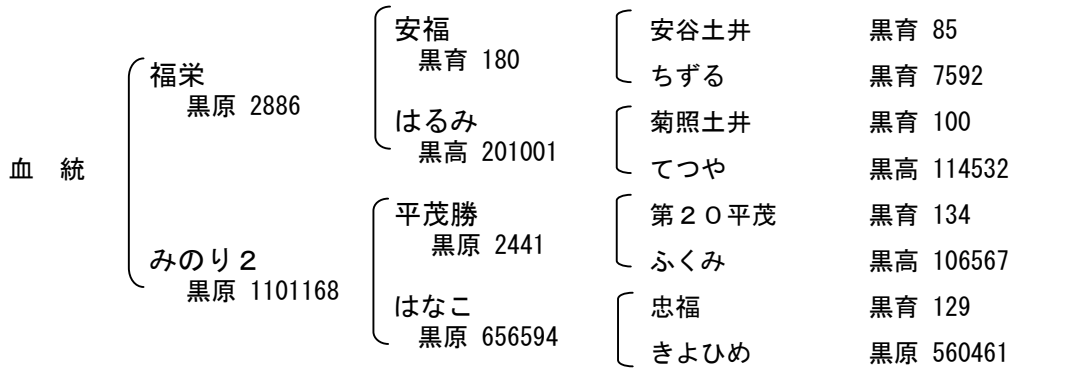 安福
黒育 180
安谷土井 黒育 85
ちずる 黒育 7592
福栄
黒原 2886
はるみ
黒高 201001
菊照土井 黒育 100
てつや 黒高 114532
血 統
平茂勝
黒原 2441
第２０平茂 黒育 134
ふくみ 黒高 106567
みのり２
黒原 1101168
はなこ
黒原 656594
忠福 黒育 129
きよひめ 黒原 560461